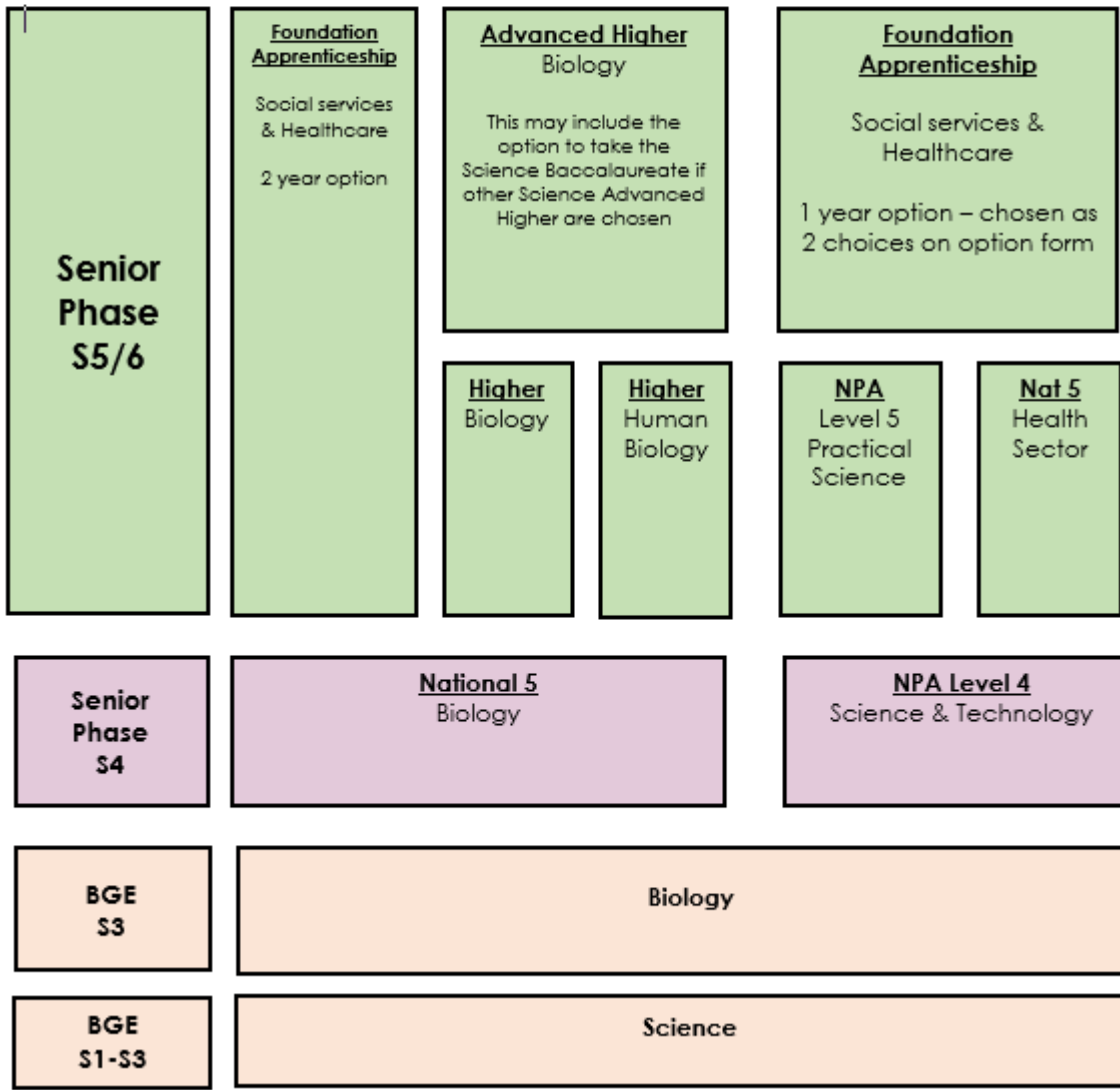 Senior
Phase
S5/6
Foundation
Apprenticeship
Social services
& Healthcare
2 year option
Advanced Higher
Biology
This may include the
option to take the
Science Baccalaureate if
other Science Advanced
Higher are chosen
Foundation
Apprenticeship
Social services &
Healthcare
1 year option – chosen as
2 choices on option form
Higher
Biology
Higher
Human
Biology
NPA
Level 5
Practical
Science
Nat 5
Health
Sector
Senior
Phase
S4
National 5
Biology
NPA Level 4
Science & Technology
BGE
S3
Biology
BGE
S1-S3
Science